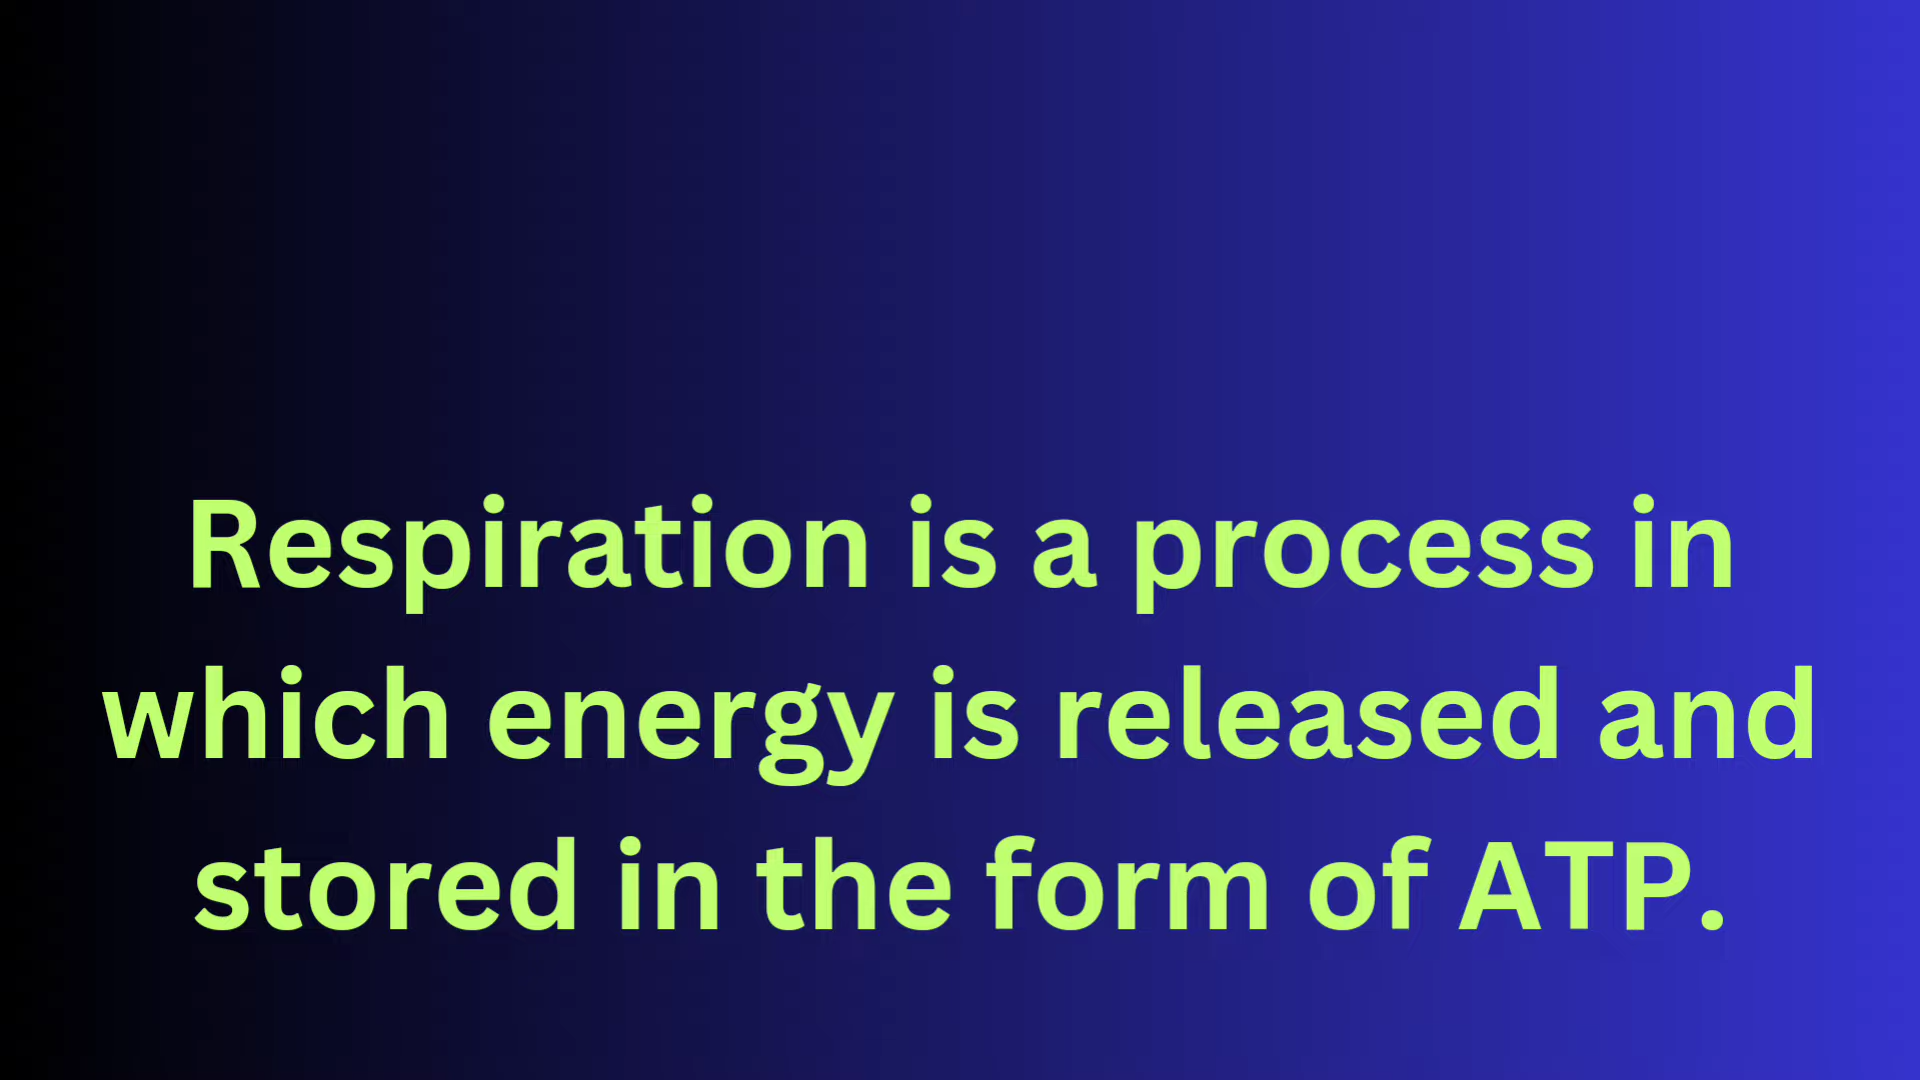 Respiration is a process in
which energy is released and
stored in the form of ATP.